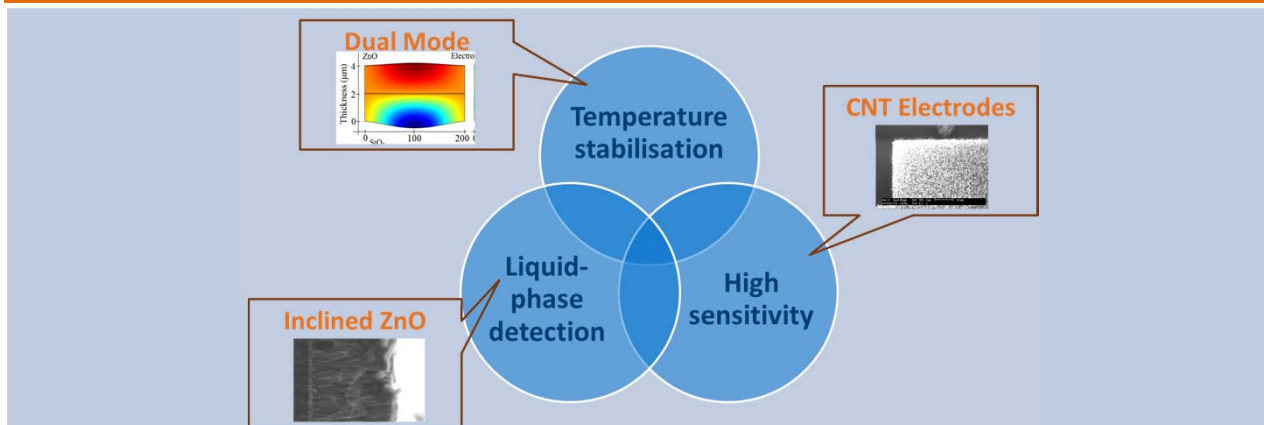 Dual Mode
ZnO
Electro
Thickness (μm)
4
2
0
0
100
200
SiO₂
Temperature
stabilisation
CNT Electrodes
Liquid-
phase
detection
High
sensitivity
Inclined ZnO